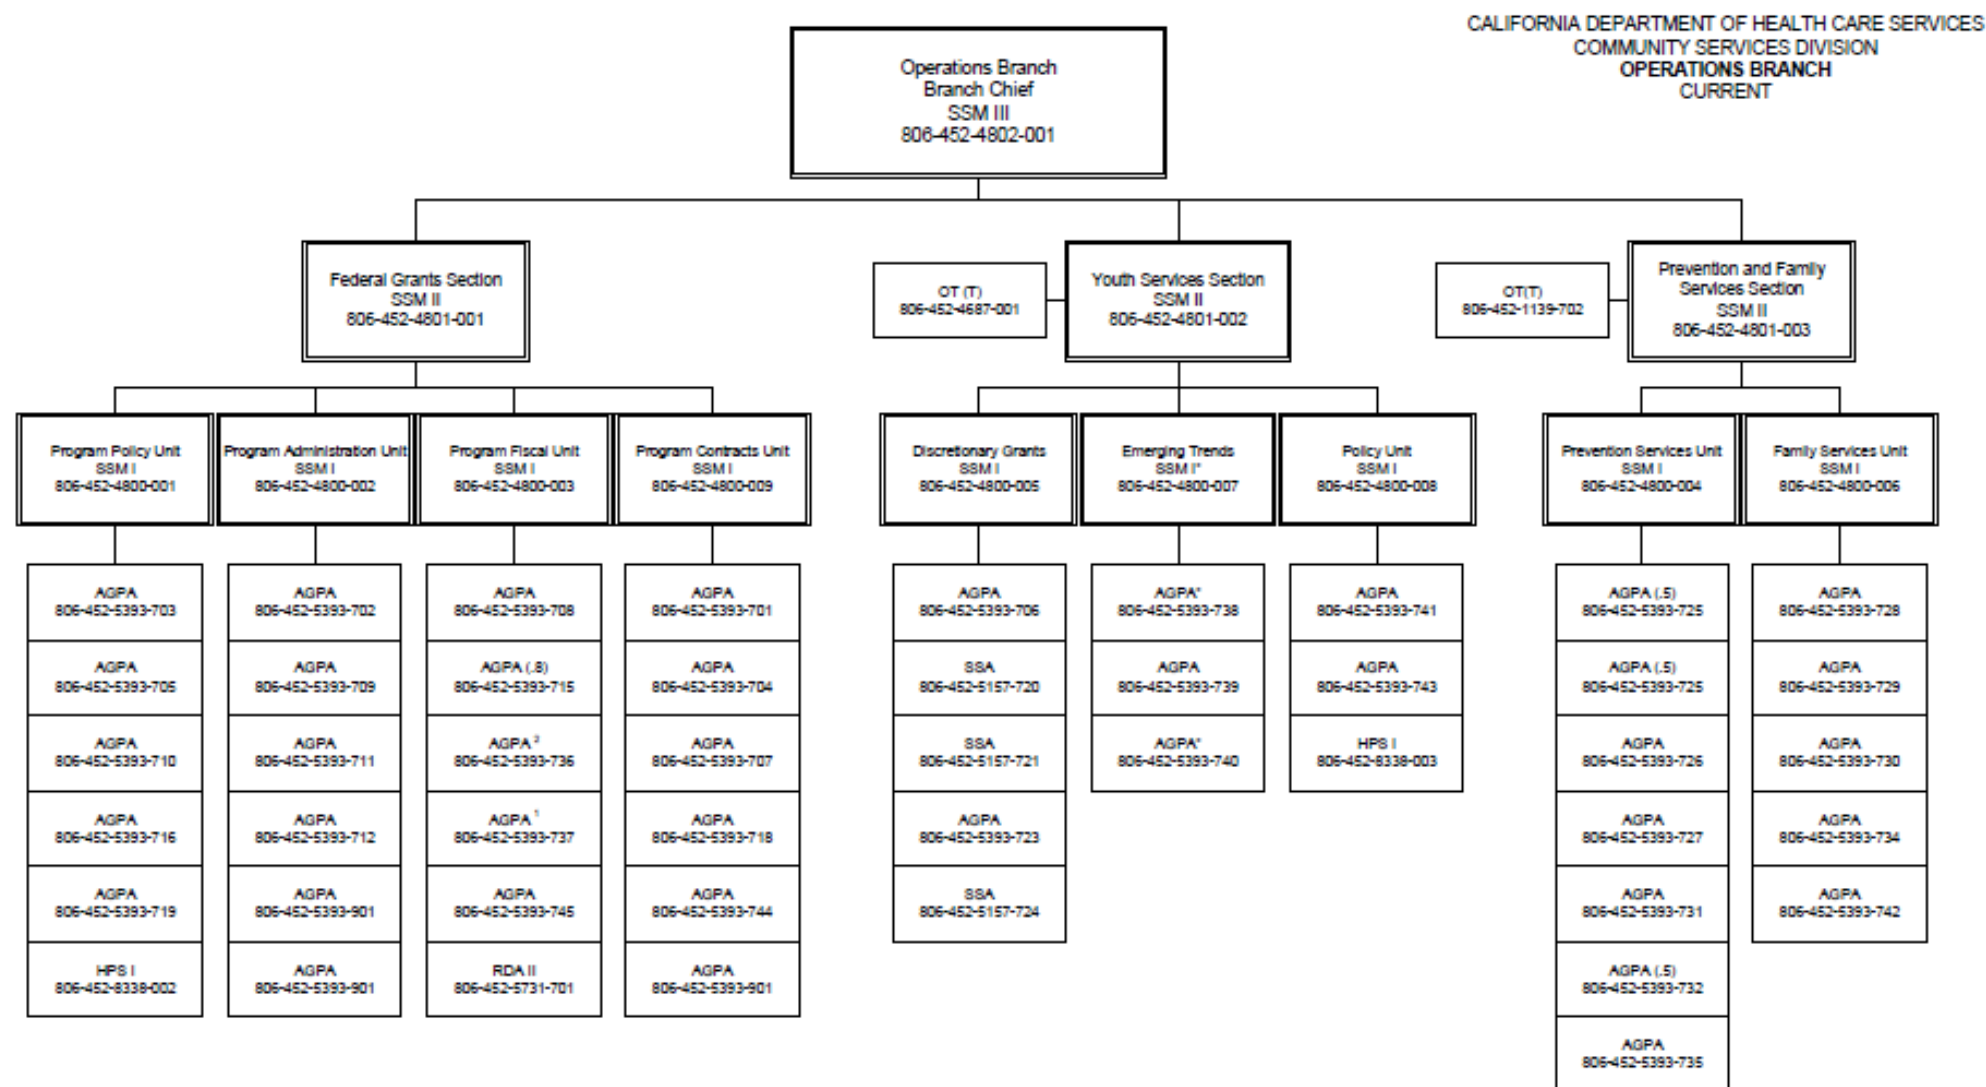 CALIFORNIA DEPARTMENT OF HEALTH CARE SERVICES
COMMUNITY SERVICES DIVISION
OPERATIONS BRANCH
CURRENT
Operations Branch
Branch Chief
SSM III
806-452-4802-001
Federal Grants Section
SSM II
806-452-4801-001
OT (T)
806-452-4687-001
Youth Services Section
SSM II
806-452-4801-002
OT(T)
806-452-1139-702
Prevention and Family
Services Section
SSM II
806-452-4801-003
Program Policy Unit
SSM I
806-452-4800-001
Program Administration Unit
SSM I
806-452-4800-002
Program Fiscal Unit
SSM I
806-452-4800-003
Program Contracts Unit
SSM I
806-452-4800-009
Discretionary Grants
SSM I
806-452-4800-005
Emerging Trends
SSM I*
806-452-4800-007
Policy Unit
SSM I
806-452-4800-008
Prevention Services Unit
SSM I
806-452-4800-004
Family Services Unit
SSM I
806-452-4800-006
AGPA
806-452-5393-703
AGPA
806-452-5393-705
AGPA
806-452-5393-710
AGPA
806-452-5393-716
AGPA
806-452-5393-719
HPS I
806-452-8338-002
AGPA
806-452-5393-702
AGPA
806-452-5393-709
AGPA
806-452-5393-711
AGPA
806-452-5393-712
AGPA
806-452-5393-901
AGPA
806-452-5393-901
AGPA
806-452-5393-708
AGPA (.8)
806-452-5393-715
AGPA ²
806-452-5393-736
AGPA ¹
806-452-5393-737
AGPA
806-452-5393-745
RDA II
806-452-5731-701
AGPA
806-452-5393-701
AGPA
806-452-5393-704
AGPA
806-452-5393-707
AGPA
806-452-5393-718
AGPA
806-452-5393-744
AGPA
806-452-5393-901
AGPA
806-452-5393-706
SSA
806-452-5157-720
SSA
806-452-5157-721
AGPA
806-452-5393-723
SSA
806-452-5157-724
AGPA*
806-452-5393-738
AGPA
806-452-5393-739
AGPA*
806-452-5393-740
AGPA
806-452-5393-741
AGPA
806-452-5393-743
HPS I
806-452-8338-003
AGPA (.5)
806-452-5393-725
AGPA (.5)
806-452-5393-725
AGPA
806-452-5393-726
AGPA
806-452-5393-727
AGPA
806-452-5393-731
AGPA (.5)
806-452-5393-732
AGPA
806-452-5393-735
AGPA
806-452-5393-728
AGPA
806-452-5393-729
AGPA
806-452-5393-730
AGPA
806-452-5393-734
AGPA
806-452-5393-742